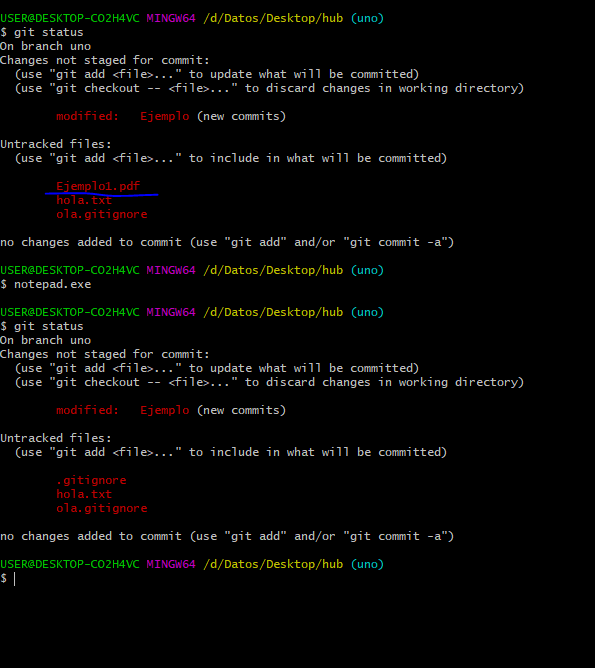 USER@DESKTOP-CO2H4VC MINGW64 /d/Datos/Desktop/hub (uno)
$ git status
On branch uno
Changes not staged for commit:
  (use "git add <file>..." to update what will be committed)
  (use "git checkout -- <file>..." to discard changes in working directory)
        modified:   Ejemplo (new commits)
Untracked files:
  (use "git add <file>..." to include in what will be committed)
        Ejemplo1.pdf
        hola.txt
        ola.gitignore
no changes added to commit (use "git add" and/or "git commit -a")
USER@DESKTOP-CO2H4VC MINGW64 /d/Datos/Desktop/hub (uno)
$ notepad.exe
USER@DESKTOP-CO2H4VC MINGW64 /d/Datos/Desktop/hub (uno)
$ git status
On branch uno
Changes not staged for commit:
  (use "git add <file>..." to update what will be committed)
  (use "git checkout -- <file>..." to discard changes in working directory)
        modified:   Ejemplo (new commits)
Untracked files:
  (use "git add <file>..." to include in what will be committed)
        .gitignore
        hola.txt
        ola.gitignore
no changes added to commit (use "git add" and/or "git commit -a")
USER@DESKTOP-CO2H4VC MINGW64 /d/Datos/Desktop/hub (uno)
$